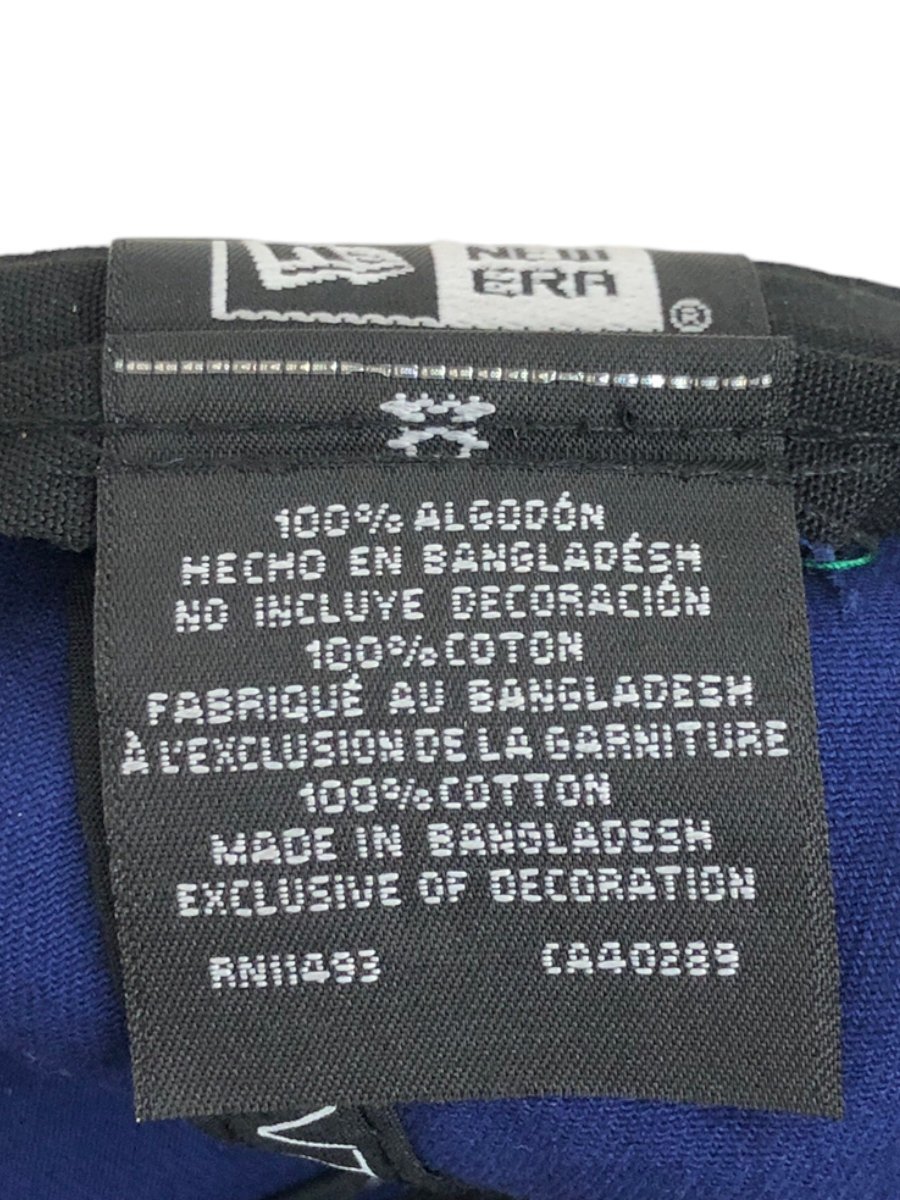 NEW
ERA
®
100% ALGODÓN
HECHO EN BANGLADÉSH
NO INCLUYE DECORACIÓN
100% COTON
FABRIQUÉ AU BANGLADESH
À L'EXCLUSION DE LA GARNITURE
100% COTTON
MADE IN BANGLADESH
EXCLUSIVE OF DECORATION
RN11493 CA40289